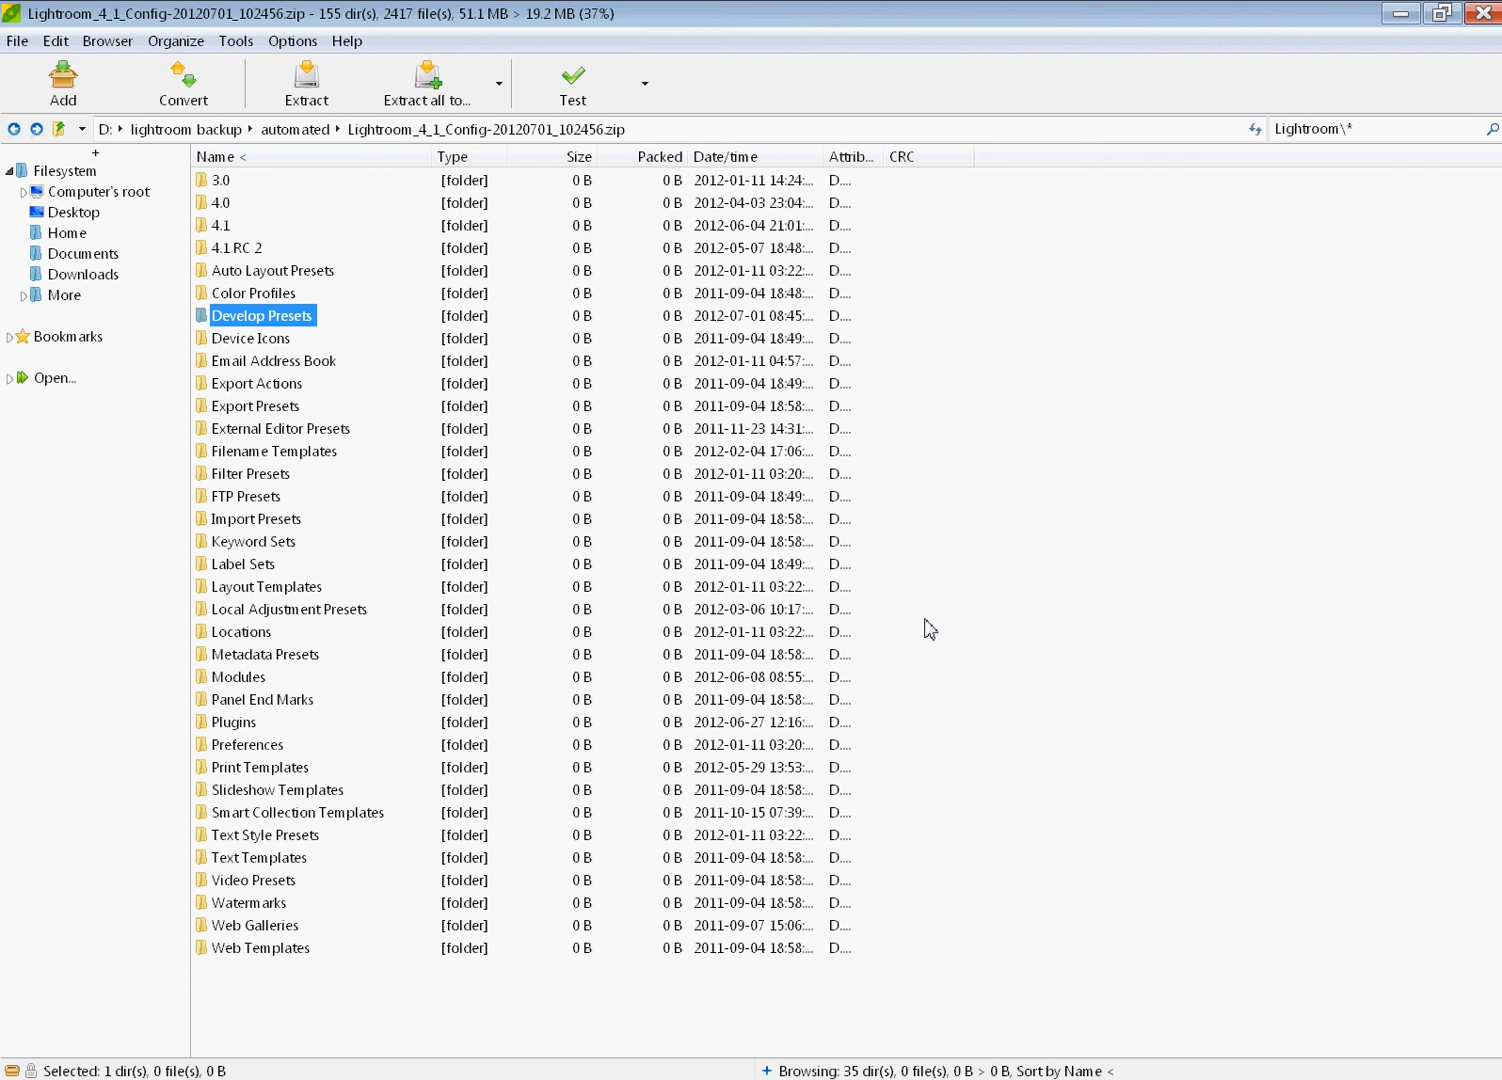 Lightroom_4_1_Config-20120701_102456.zip - 155 dir(s), 2417 file(s), 51.1 MB > 19.2 MB (37%)
File Edit Browser Organize Tools Options Help
Add Convert Extract Extract all to... Test
D: lightroom backup automated Lightroom_4_1_Config-20120701_102456.zip Lightroom\*
+
Filesystem
Computer's root
Desktop
Home
Documents
Downloads
More
Bookmarks
Open...
Name < Type Size Packed Date/time Attrib... CRC
3.0 [folder] 0 B 0 B 2012-01-11 14:24:... D....
4.0 [folder] 0 B 0 B 2012-04-03 23:04:... D....
4.1 [folder] 0 B 0 B 2012-06-04 21:01:... D....
4.1 RC 2 [folder] 0 B 0 B 2012-05-07 18:48:... D....
Auto Layout Presets [folder] 0 B 0 B 2012-01-11 03:22:... D....
Color Profiles [folder] 0 B 0 B 2011-09-04 18:48:... D....
Develop Presets [folder] 0 B 0 B 2012-07-01 08:45:... D....
Device Icons [folder] 0 B 0 B 2011-09-04 18:49:... D....
Email Address Book [folder] 0 B 0 B 2012-01-11 04:57:... D....
Export Actions [folder] 0 B 0 B 2011-09-04 18:49:... D....
Export Presets [folder] 0 B 0 B 2011-09-04 18:58:... D....
External Editor Presets [folder] 0 B 0 B 2011-11-23 14:31:... D....
Filename Templates [folder] 0 B 0 B 2012-02-04 17:06:... D....
Filter Presets [folder] 0 B 0 B 2012-01-11 03:20:... D....
FTP Presets [folder] 0 B 0 B 2011-09-04 18:49:... D....
Import Presets [folder] 0 B 0 B 2011-09-04 18:58:... D....
Keyword Sets [folder] 0 B 0 B 2011-09-04 18:58:... D....
Label Sets [folder] 0 B 0 B 2011-09-04 18:49:... D....
Layout Templates [folder] 0 B 0 B 2012-01-11 03:22:... D....
Local Adjustment Presets [folder] 0 B 0 B 2012-03-06 10:17:... D....
Locations [folder] 0 B 0 B 2012-01-11 03:22:... D....
Metadata Presets [folder] 0 B 0 B 2011-09-04 18:58:... D....
Modules [folder] 0 B 0 B 2012-06-08 08:55:... D....
Panel End Marks [folder] 0 B 0 B 2011-09-04 18:58:... D....
Plugins [folder] 0 B 0 B 2012-06-27 12:16:... D....
Preferences [folder] 0 B 0 B 2012-01-11 03:20:... D....
Print Templates [folder] 0 B 0 B 2012-05-29 13:53:... D....
Slideshow Templates [folder] 0 B 0 B 2011-09-04 18:58:... D....
Smart Collection Templates [folder] 0 B 0 B 2011-10-15 07:39:... D....
Text Style Presets [folder] 0 B 0 B 2012-01-11 03:22:... D....
Text Templates [folder] 0 B 0 B 2011-09-04 18:58:... D....
Video Presets [folder] 0 B 0 B 2011-09-04 18:58:... D....
Watermarks [folder] 0 B 0 B 2011-09-04 18:58:... D....
Web Galleries [folder] 0 B 0 B 2011-09-07 15:06:... D....
Web Templates [folder] 0 B 0 B 2011-09-04 18:58:... D....
Selected: 1 dir(s), 0 file(s), 0 B + Browsing: 35 dir(s), 0 file(s), 0 B > 0 B, Sort by Name <